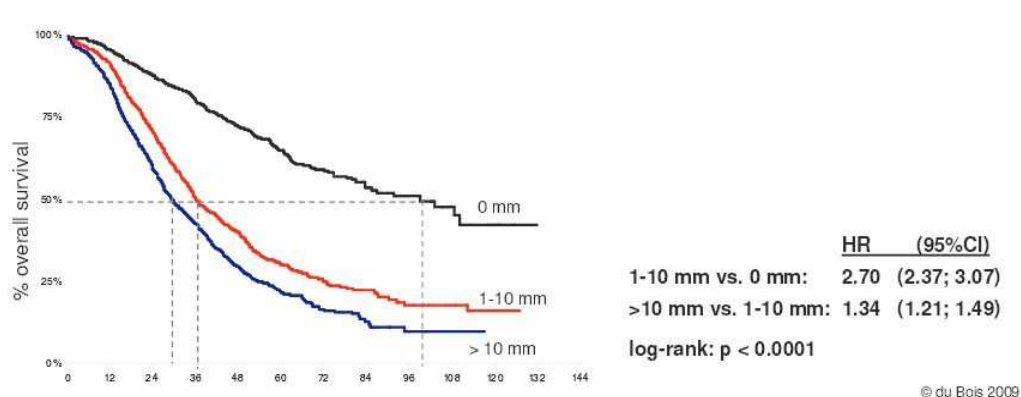 100%
75%
50%
25%
0%
% overall survival
0 mm
1-10 mm
> 10 mm
0 12 24 36 48 60 72 84 96 108 120 132 144
HR (95%CI)
1-10 mm vs. 0 mm: 2.70 (2.37; 3.07)
>10 mm vs. 1-10 mm: 1.34 (1.21; 1.49)
log-rank: p < 0.0001
© du Bois 2009